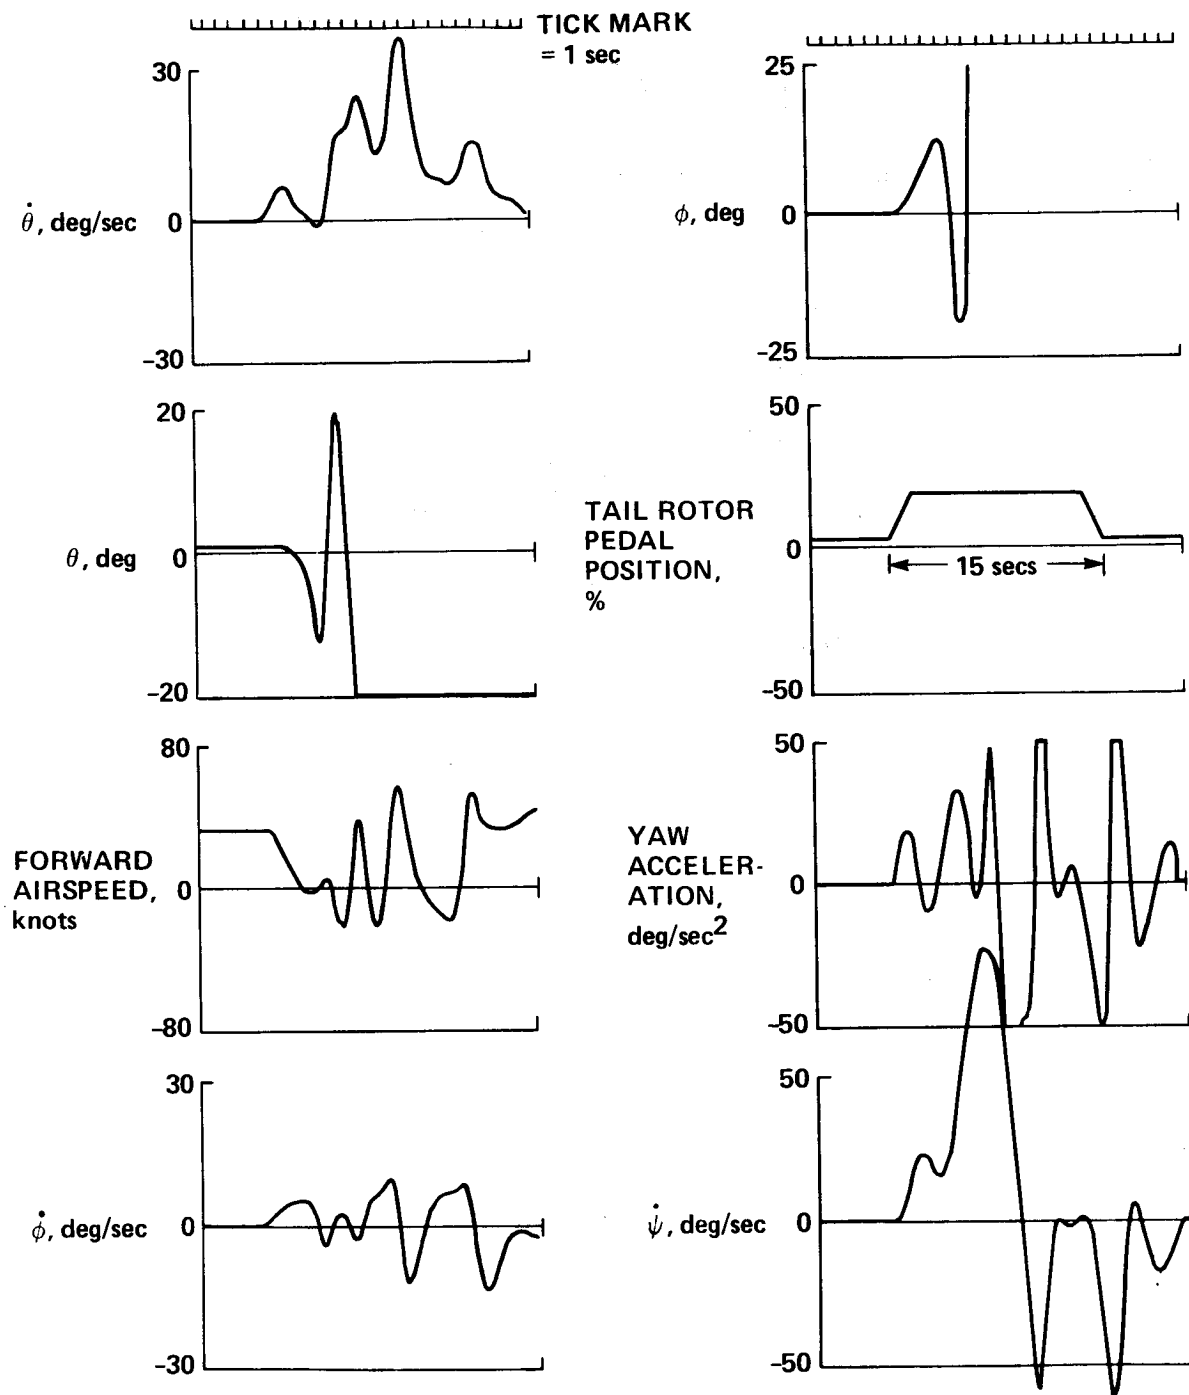 TICK MARK
= 1 sec
30
θ̇, deg/sec
0
–30
25
ϕ, deg
0
–25
20
θ, deg
0
–20
50
TAIL ROTOR
PEDAL
POSITION,
%
0
15 secs
–50
80
FORWARD
AIRSPEED,
knots
0
–80
50
YAW
ACCELER-
ATION,
deg/sec²
0
–50
30
ϕ̇, deg/sec
0
–30
50
ψ̇, deg/sec
0
–50